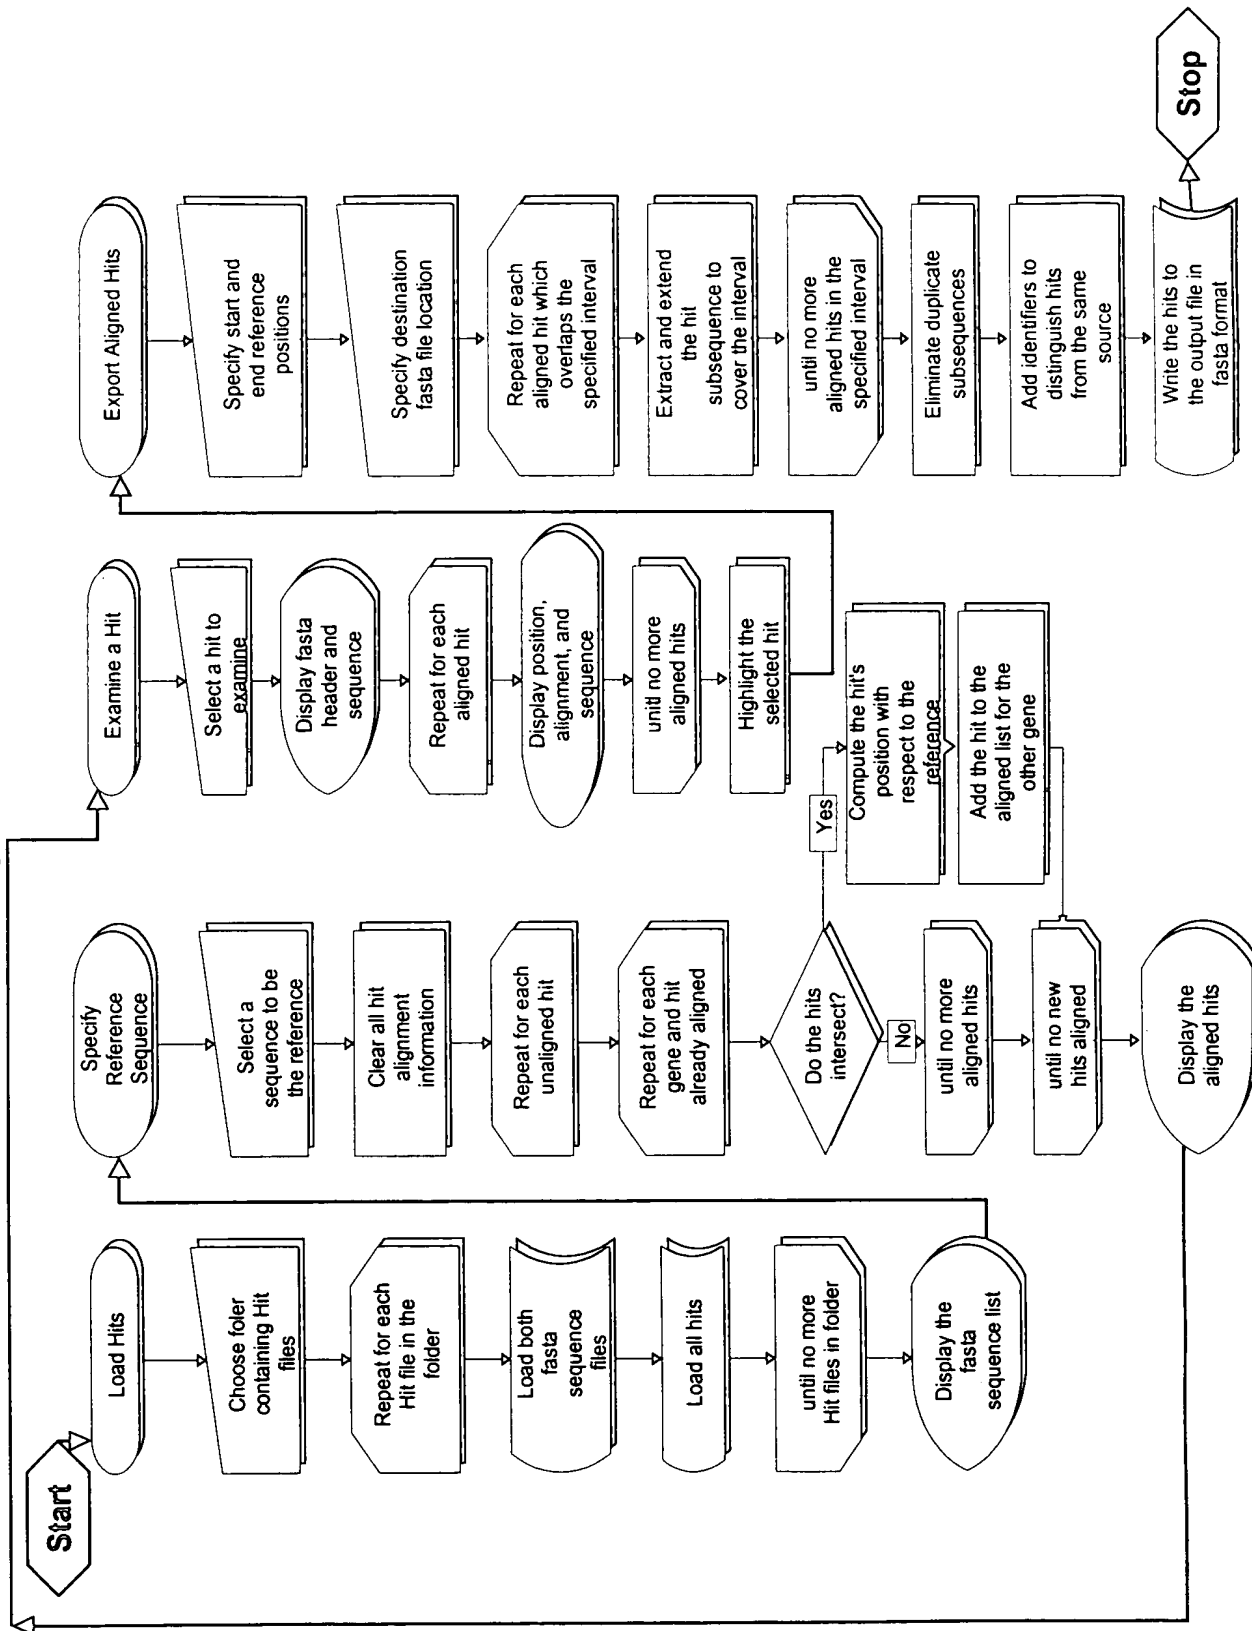 Start
Load Hits
Choose foler
containing Hit
files
Repeat for each
Hit file in the
folder
Load both
fasta
sequence
files
Load all hits
until no more
Hit files in folder
Display the
fasta
sequence list
Specify
Reference
Sequence
Select a
sequence to be
the reference
Clear all hit
alignment
information
Repeat for each
unaligned hit
Repeat for each
gene and hit
already aligned
Do the hits
intersect?
Yes
No
Compute the hit's
position with
respect to the
reference
Add the hit to the
aligned list for the
other gene
until no more
aligned hits
until no new
hits aligned
Display the
aligned hits
Examine a Hit
Select a hit to
examine
Display fasta
header and
sequence
Repeat for each
aligned hit
Display position,
alignment, and
sequence
unitl no more
aligned hits
Highlight the
selected hit
Export Aligned Hits
Specify start and
end reference
positions
Specify destination
fasta file location
Repeat for each
aligned hit which
overlaps the
specified interval
Extract and extend
the hit
subsequence to
cover the interval
until no more
aligned hits in the
specified interval
Eliminate duplicate
subsequences
Add identifiers to
distinguish hits
from the same
source
Write the hits to
the output file in
fasta format
Stop